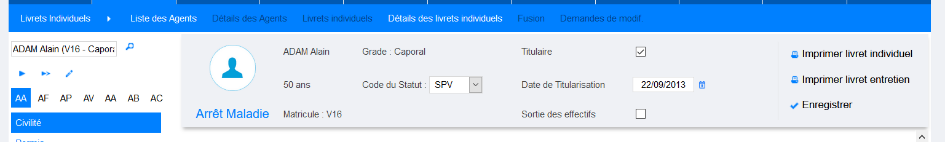 Livrets Individuels Liste des Agents Détails des Agents Livrets individuels Détails des livrets individuels Fusion Demandes de modif
ADAM Alain (V16 - Capora
ADAM Alain Grade : Caporal Titulaire
Imprimer livret individuel
50 ans Code du Statut : SPV Date de Titularisation 22/09/2013
Imprimer livret entretien
AA AF AP AV AA AB AC
Enregistrer
Arrêt Maladie Matricule : V16 Sortie des effectifs
Civilité